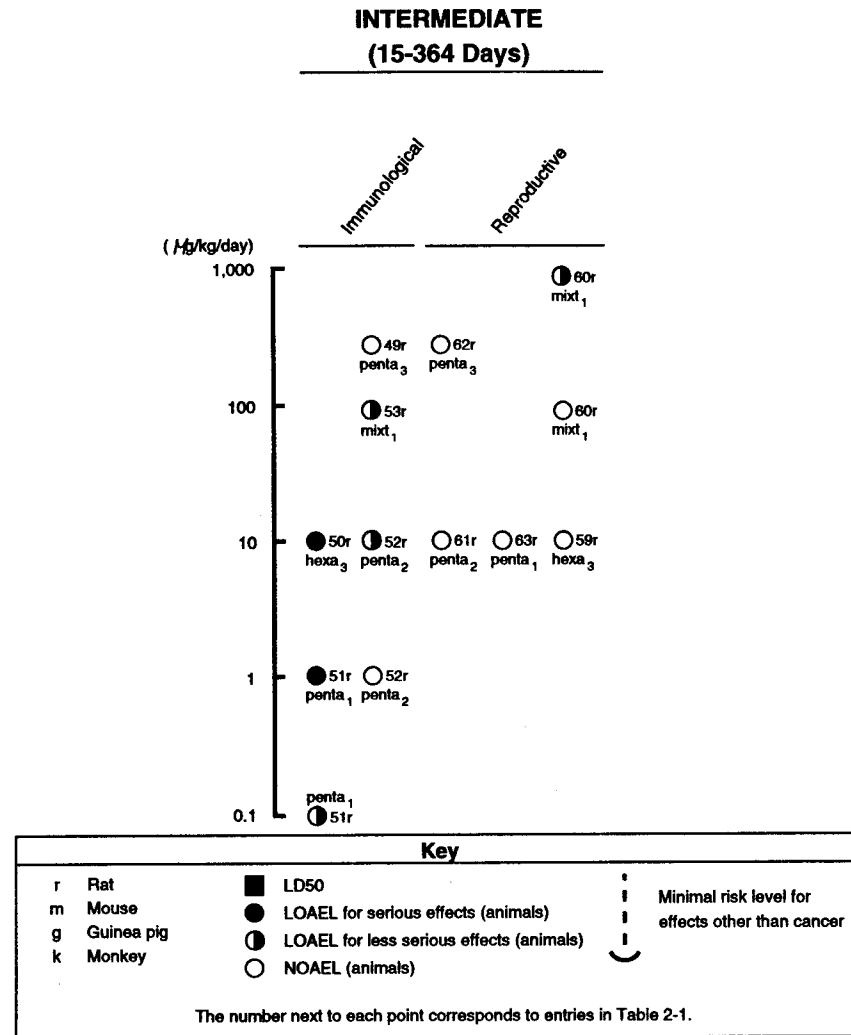 INTERMEDIATE
(15-364 Days)
Immunological
Reproductive
(μg/kg/day)
1,000
60r
mixt1
49r
penta3
62r
penta3
100
53r
mixt1
60r
mixt1
10
50r
hexa3
52r
penta2
61r
penta2
63r
penta1
59r
hexa3
1
51r
penta1
52r
penta2
penta1
0.1
51r
Key
r Rat
m Mouse
g Guinea pig
k Monkey
LD50
LOAEL for serious effects (animals)
LOAEL for less serious effects (animals)
NOAEL (animals)
Minimal risk level for
effects other than cancer
The number next to each point corresponds to entries in Table 2-1.